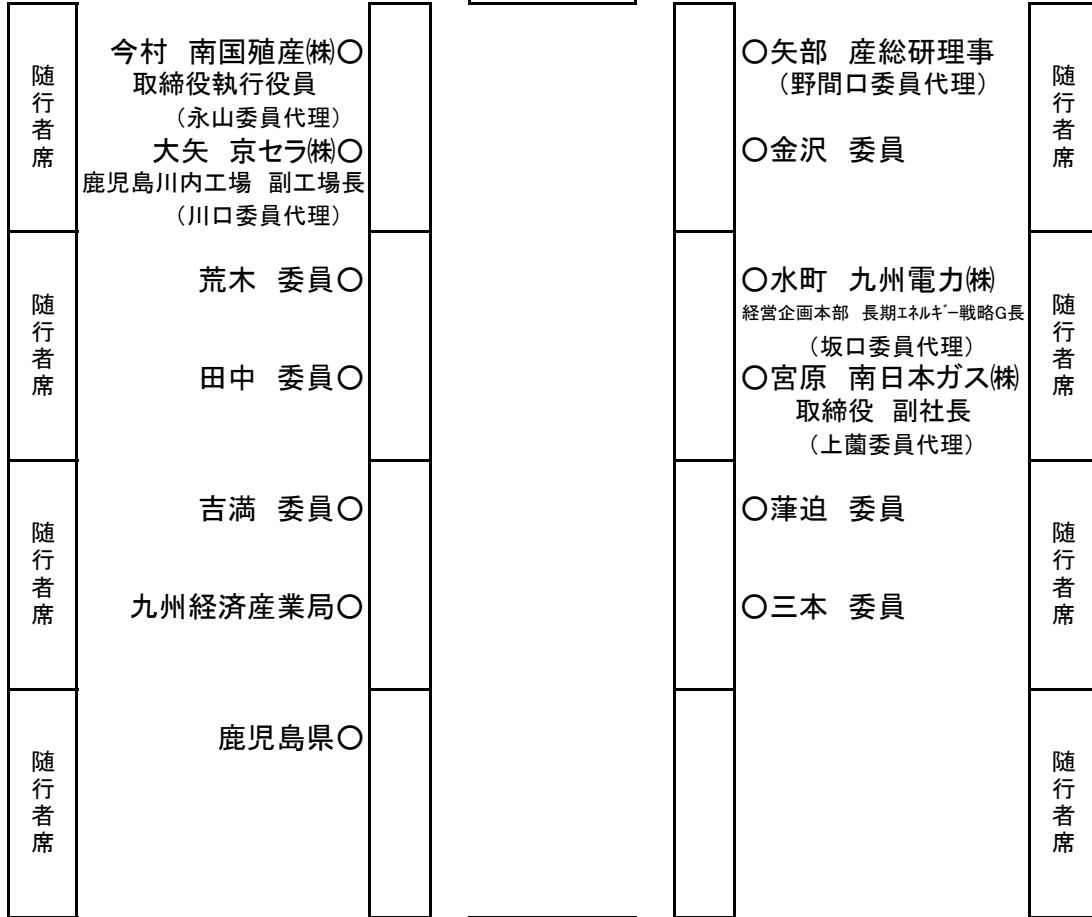 随行者席
今村 南国殖産㈱○
取締役執行役員
（永山委員代理）
大矢 京セラ㈱○
鹿児島川内工場 副工場長
（川口委員代理）
○矢部 産総研理事
（野間口委員代理）
○金沢 委員
随行者席
随行者席
荒木 委員○
田中 委員○
○水町 九州電力㈱
経営企画本部 長期ｴﾈﾙｷﾞｰ戦略G長
（坂口委員代理）
○宮原 南日本ガス㈱
取締役 副社長
（上薗委員代理）
随行者席
随行者席
吉満 委員○
九州経済産業局○
○葎迫 委員
○三本 委員
随行者席
随行者席
鹿児島県○
随行者席